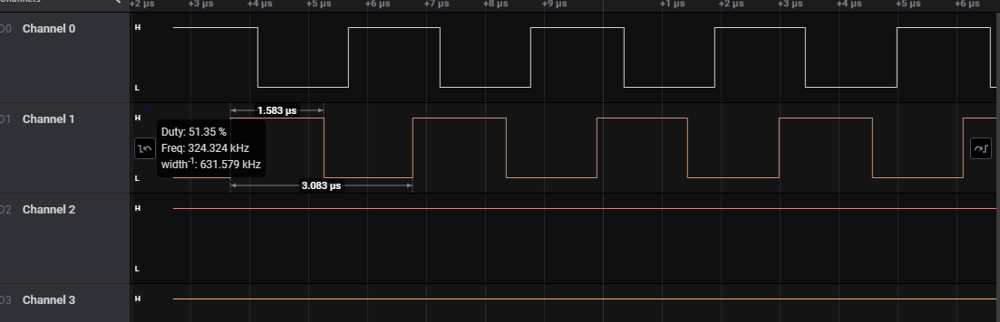 +2 µs +3 µs +4 µs +5 µs +6 µs +7 µs +8 µs +9 µs +1 µs +2 µs +3 µs +4 µs +5 µs +6 µs
D0 Channel 0 H
L
D1 Channel 1 H
1.583 µs
Duty: 51.35 %
Freq: 324.324 kHz
width-1: 631.579 kHz
L
3.083 µs
D2 Channel 2 H
L
D3 Channel 3 H